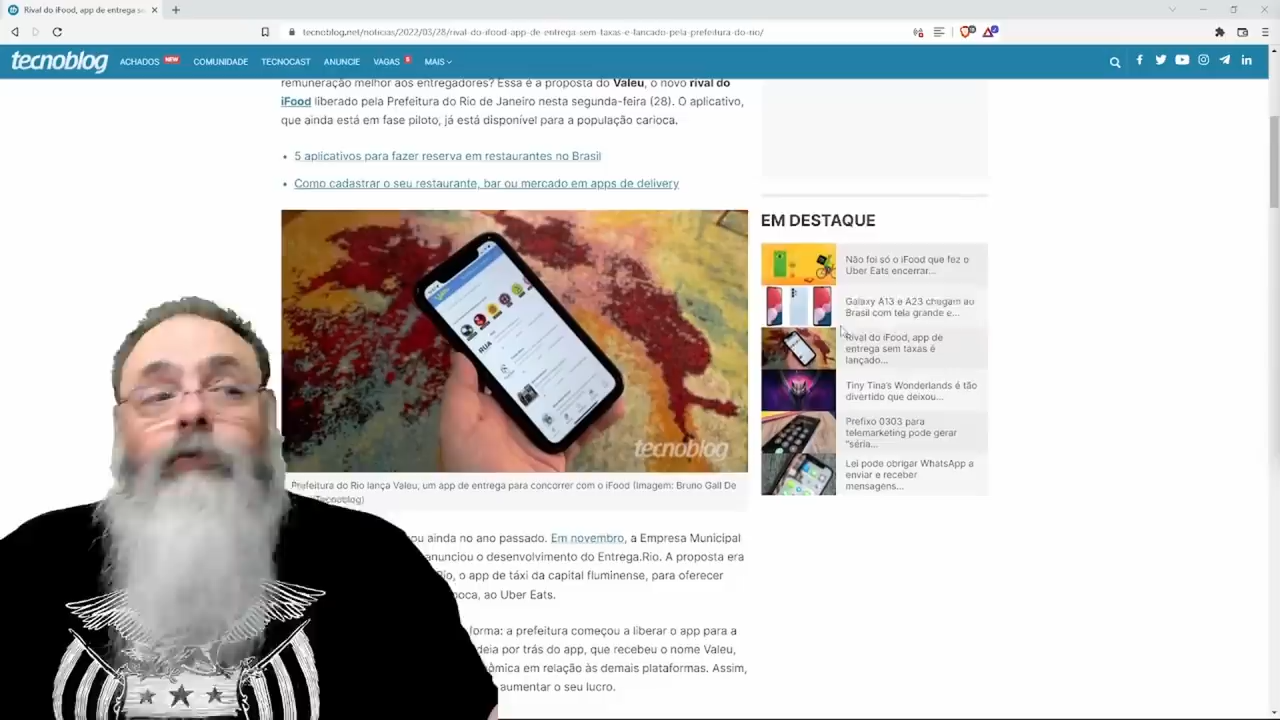 Rival do iFood, app de entrega se
tecnoblog.net/noticias/2022/03/28/rival-do-ifood-app-de-entrega-sem-taxas-e-lancado-pela-prefeitura-do-rio/
tecnoblog ACHADOS NEW COMUNIDADE TECNOCAST ANUNCIE VAGAS MAIS
remuneração melhor aos entregadores? Essa é a proposta do Valeu, o novo rival do
iFood liberado pela Prefeitura do Rio de Janeiro nesta segunda-feira (28). O aplicativo,
que ainda está em fase piloto, já está disponível para a população carioca.
• 5 aplicativos para fazer reserva em restaurantes no Brasil
• Como cadastrar o seu restaurante, bar ou mercado em apps de delivery
RUA
tecnoblog
Prefeitura do Rio lança Valeu, um app de entrega para concorrer com o iFood (Imagem: Bruno Gall De
Tecnoblog)
ou ainda no ano passado. Em novembro, a Empresa Municipal
anunciou o desenvolvimento do Entrega.Rio. A proposta era
io, o app de táxi da capital fluminense, para oferecer
oca, ao Uber Eats.
forma: a prefeitura começou a liberar o app para a
deia por trás do app, que recebeu o nome Valeu,
ômica em relação às demais plataformas. Assim,
aumentar o seu lucro.
EM DESTAQUE
Não foi só o iFood que fez o
Uber Eats encerrar...
Galaxy A13 e A23 chegam ao
Brasil com tela grande e...
Rival do iFood, app de
entrega sem taxas é
lançado...
Tiny Tina's Wonderlands é tão
divertido que deixou...
Prefixo 0303 para
telemarketing pode gerar
"séria...
Lei pode obrigar WhatsApp a
enviar e receber
mensagens...